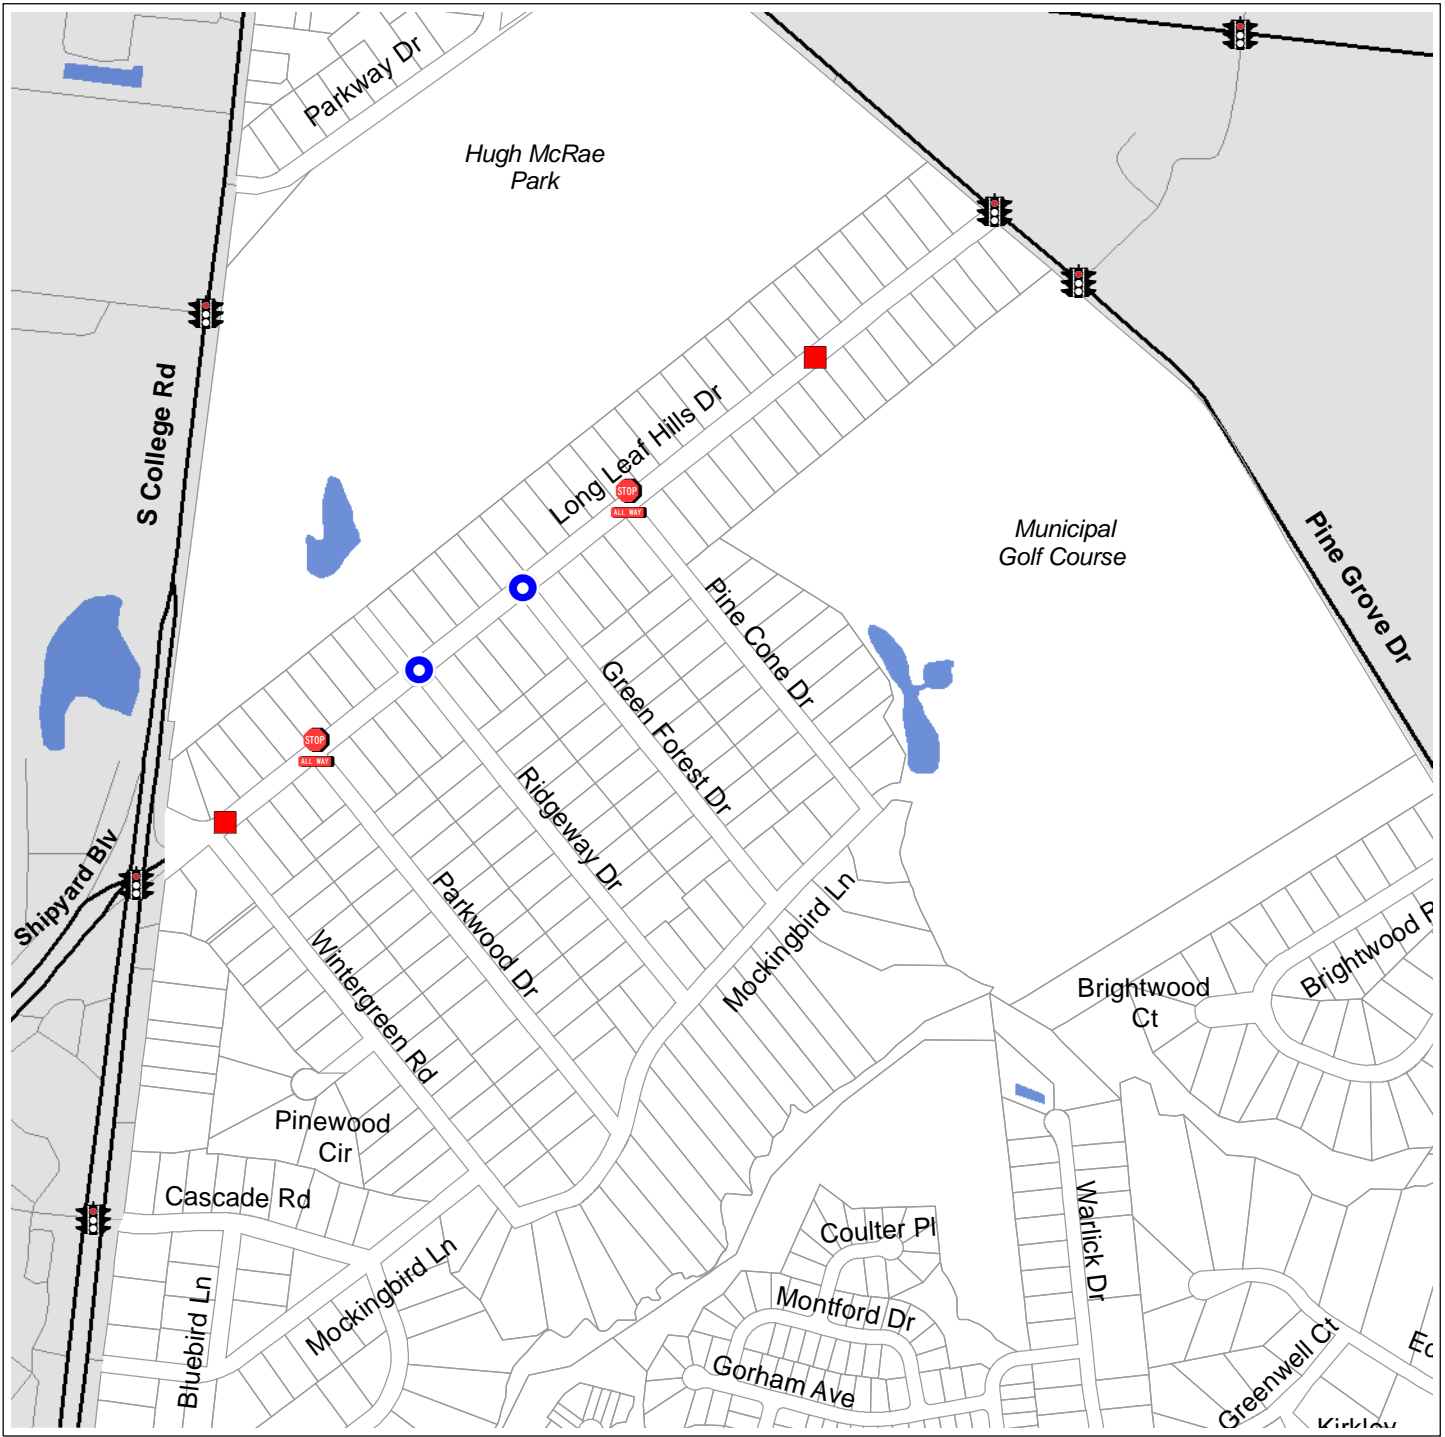 Parkway Dr
Hugh McRae
Park
S College Rd
Long Leaf Hills Dr
STOP
ALL WAY
Municipal
Golf Course
Pine Grove Dr
Pine Cone Dr
Green Forest Dr
STOP
ALL WAY
Ridgeway Dr
Shipyard Blv
Parkwood Dr
Mockingbird Ln
Wintergreen Rd
Brightwood
Ct
Brightwood R
Pinewood
Cir
Cascade Rd
Mockingbird Ln
Bluebird Ln
Coulter Pl
Montford Dr
Gorham Ave
Warlick Dr
Greenwell Ct